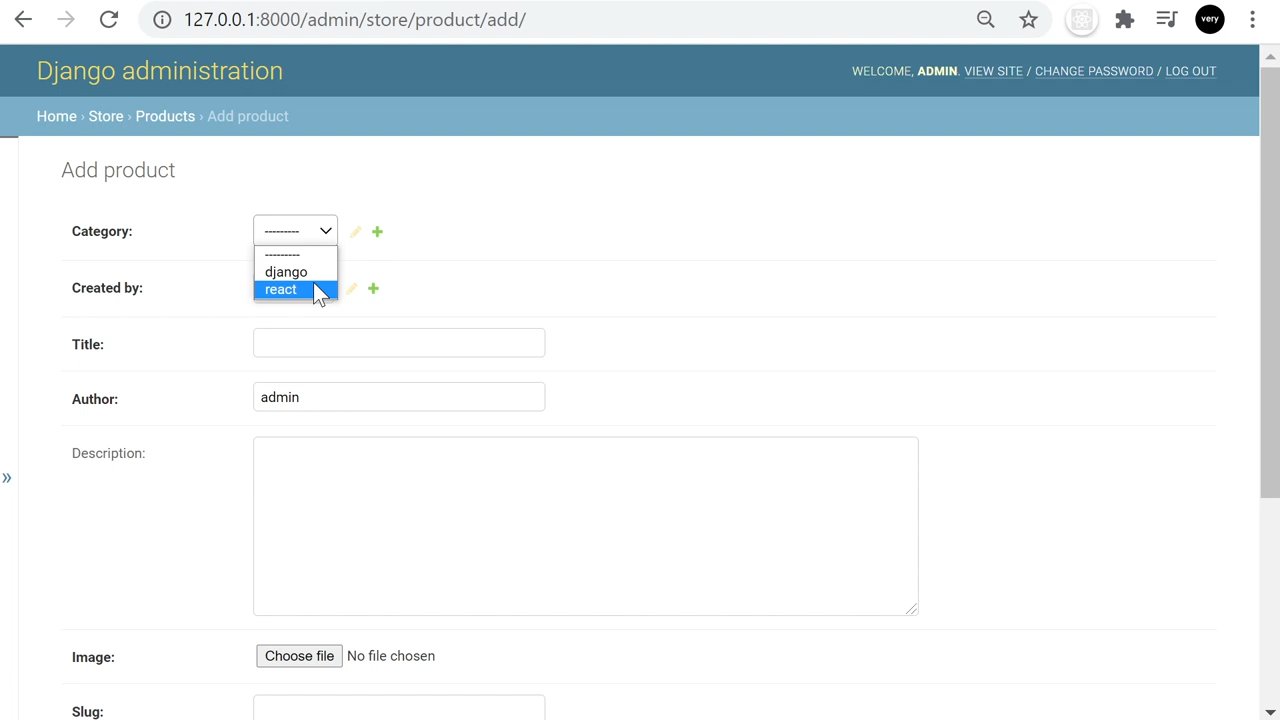 127.0.0.1:8000/admin/store/product/add/
very
Django administration
WELCOME, ADMIN. VIEW SITE / CHANGE PASSWORD / LOG OUT
Home › Store › Products › Add product
Add product
Category:
---------
---------
django
react
Created by:
Title:
Author:
admin
Description:
Image:
Choose file No file chosen
Slug:
»